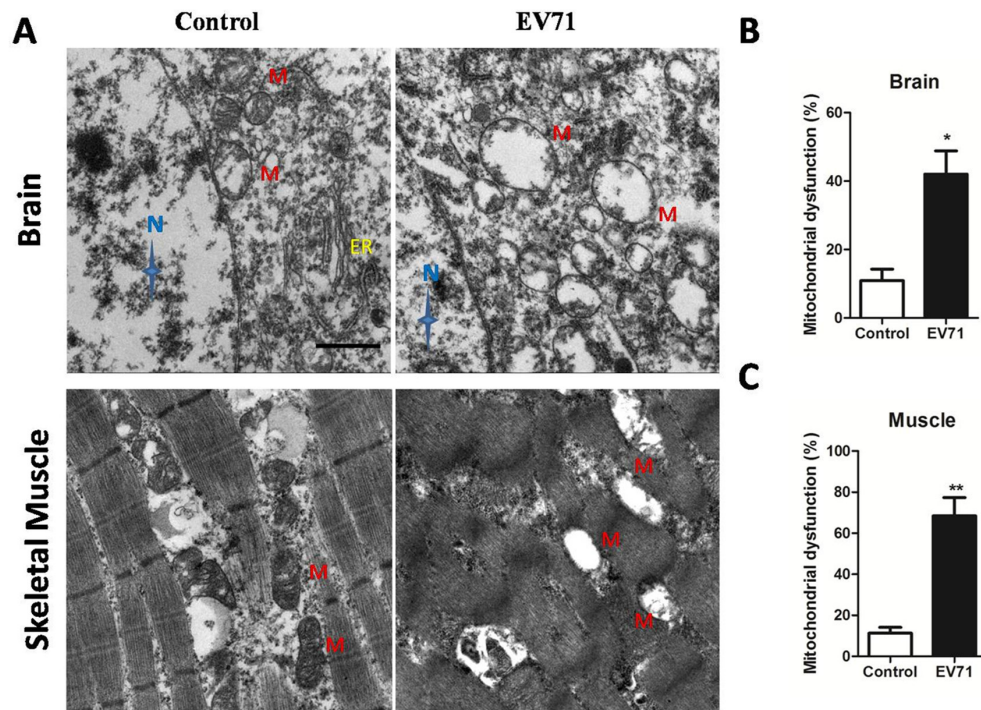 A
Control
EV71
Brain
M
M
N
ER
M
M
N
Skeletal Muscle
M
M
M
M
M
B
Brain
Mitochondrial dysfunction (%)
60
40
20
0
*
Control
EV71
C
Muscle
Mitochondrial dysfunction (%)
100
80
60
40
20
0
**
Control
EV71